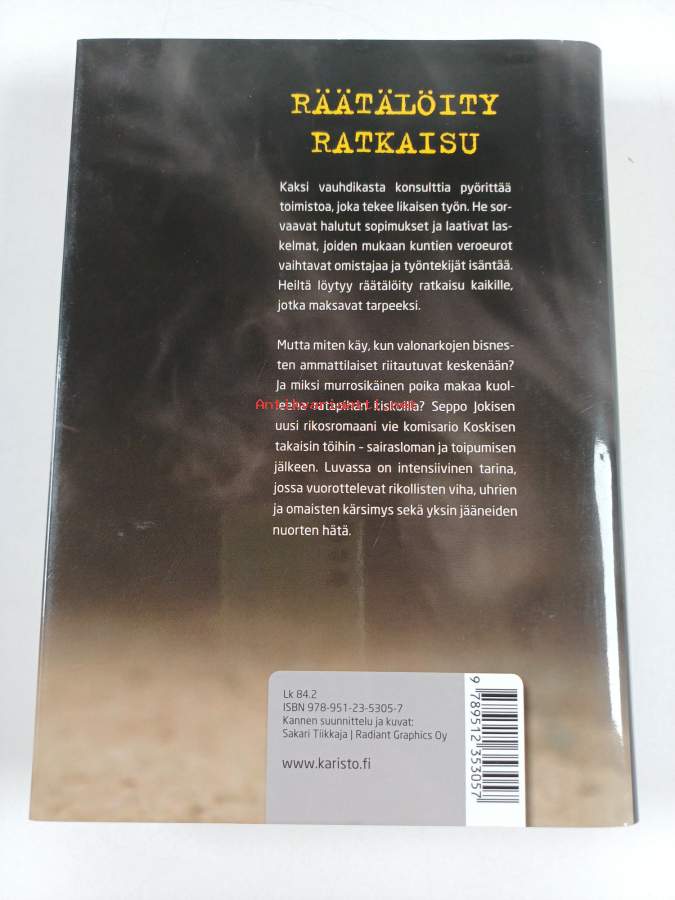 RÄÄTÄLÖITY
RATKAISU
Kaksi vauhdikasta konsulttia pyörittää
toimistoa, joka tekee likaisen työn. He sor-
vaavat halutut sopimukset ja laativat las-
kelmat, joiden mukaan kuntien veroeurot
vaihtavat omistajaa ja työntekijät isäntää.
Heiltä löytyy räätälöity ratkaisu kaikille,
jotka maksavat tarpeeksi.
Mutta miten käy, kun valonarkojen bisnes-
ten ammattilaiset riitautuvat keskenään?
Ja miksi murrosikäinen poika makaa kuol-
leena ratapihan kiskoilla? Seppo Jokisen
Antikvariaatti.net
uusi rikosromaani vie komisario Koskisen
takaisin töihin – sairasloman ja toipumisen
jälkeen. Luvassa on intensiivinen tarina,
jossa vuorottelevat rikollisten viha, uhrien
ja omaisten kärsimys sekä yksin jääneiden
nuorten hätä.
Lk 84.2
ISBN 978-951-23-5305-7
Kannen suunnittelu ja kuvat:
Sakari Tiikkaja | Radiant Graphics Oy
www.karisto.fi
9 789512 353057